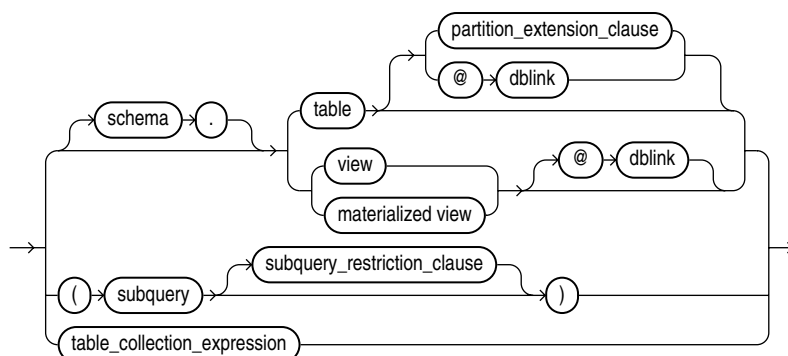 partition_extension_clause
@ dblink
table
schema .
view
@ dblink
materialized view
subquery_restriction_clause
( subquery )
table_collection_expression